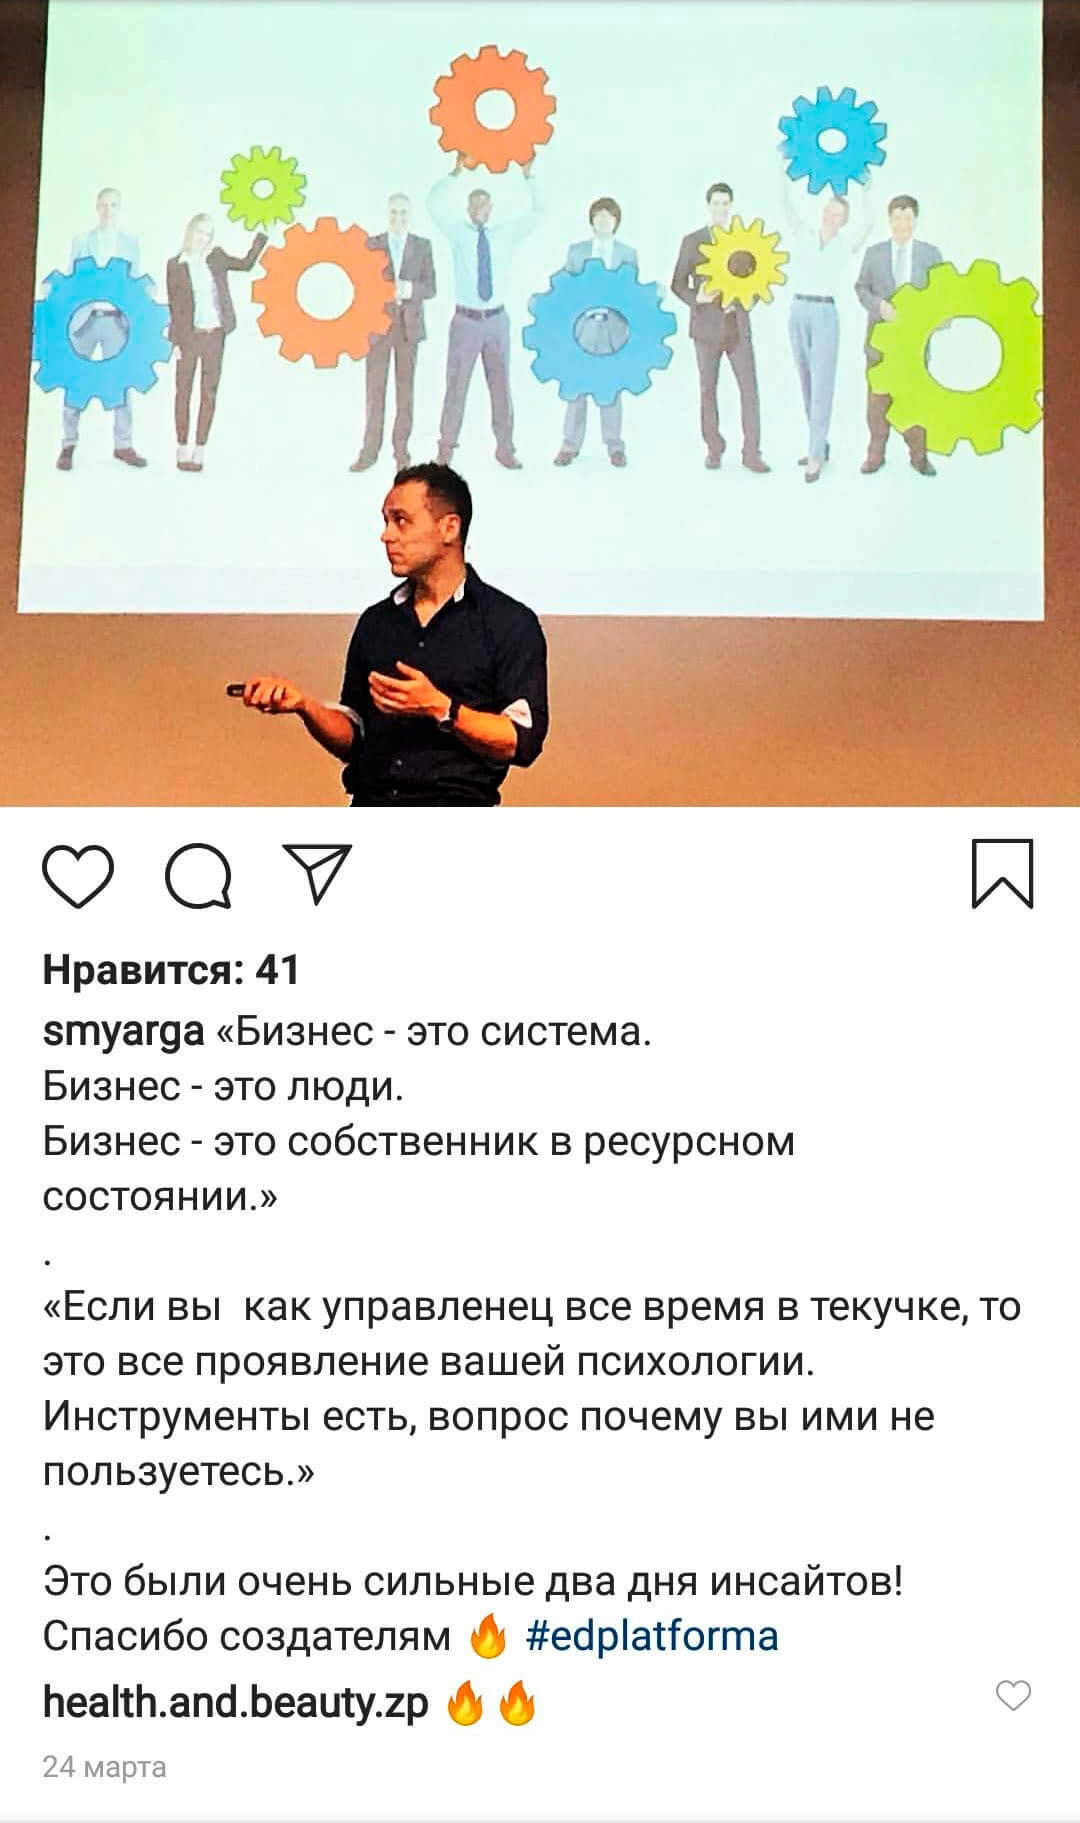 Нравится: 41
smyarga «Бизнес - это система.
Бизнес - это люди.
Бизнес - это собственник в ресурсном
состоянии.»
.
«Если вы  как управленец все время в текучке, то
это все проявление вашей психологии.
Инструменты есть, вопрос почему вы ими не
пользуетесь.»
.
Это были очень сильные два дня инсайтов!
Спасибо создателям 🔥 #edplatforma
health.and.beauty.zp 🔥🔥
24 марта